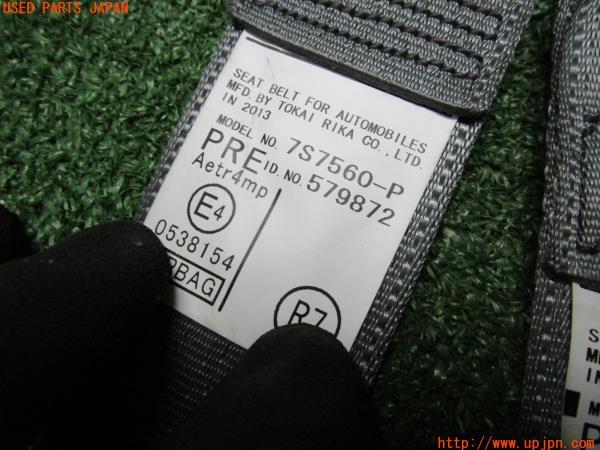 USED PARTS JAPAN
SEAT BELT FOR AUTOMOBILES
MFD BY TOKAI RIKA CO., LTD.
IN 2013
MODEL NO. 7S7560-P
PRE ID.NO. 579872
Aetr4mp
E4
0538154
RBAG
R7
S
IN
http://www.upjpn.com/